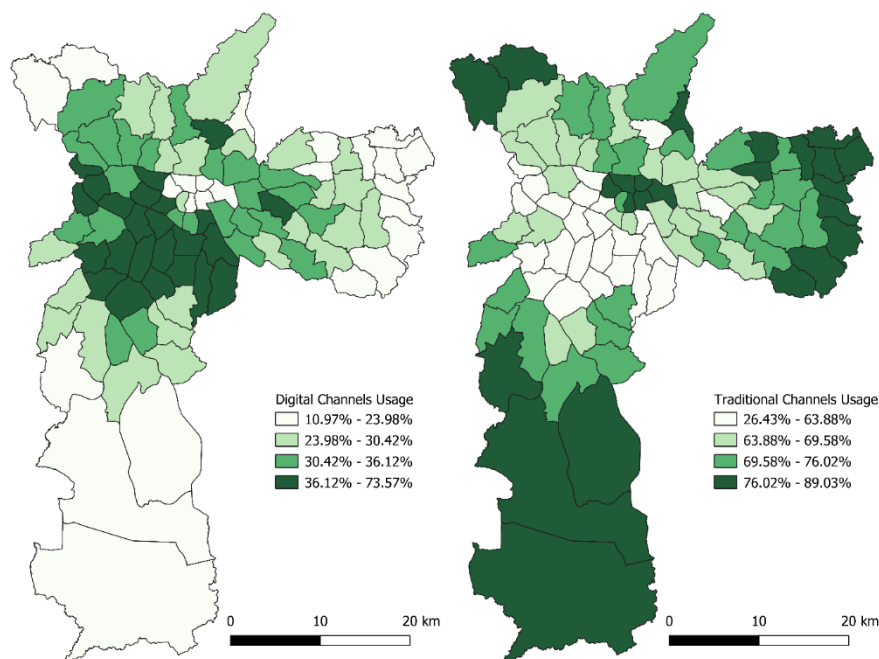 Digital Channels Usage
10.97% - 23.98%
23.98% - 30.42%
30.42% - 36.12%
36.12% - 73.57%
0 10 20 km
Traditional Channels Usage
26.43% - 63.88%
63.88% - 69.58%
69.58% - 76.02%
76.02% - 89.03%
0 10 20 km